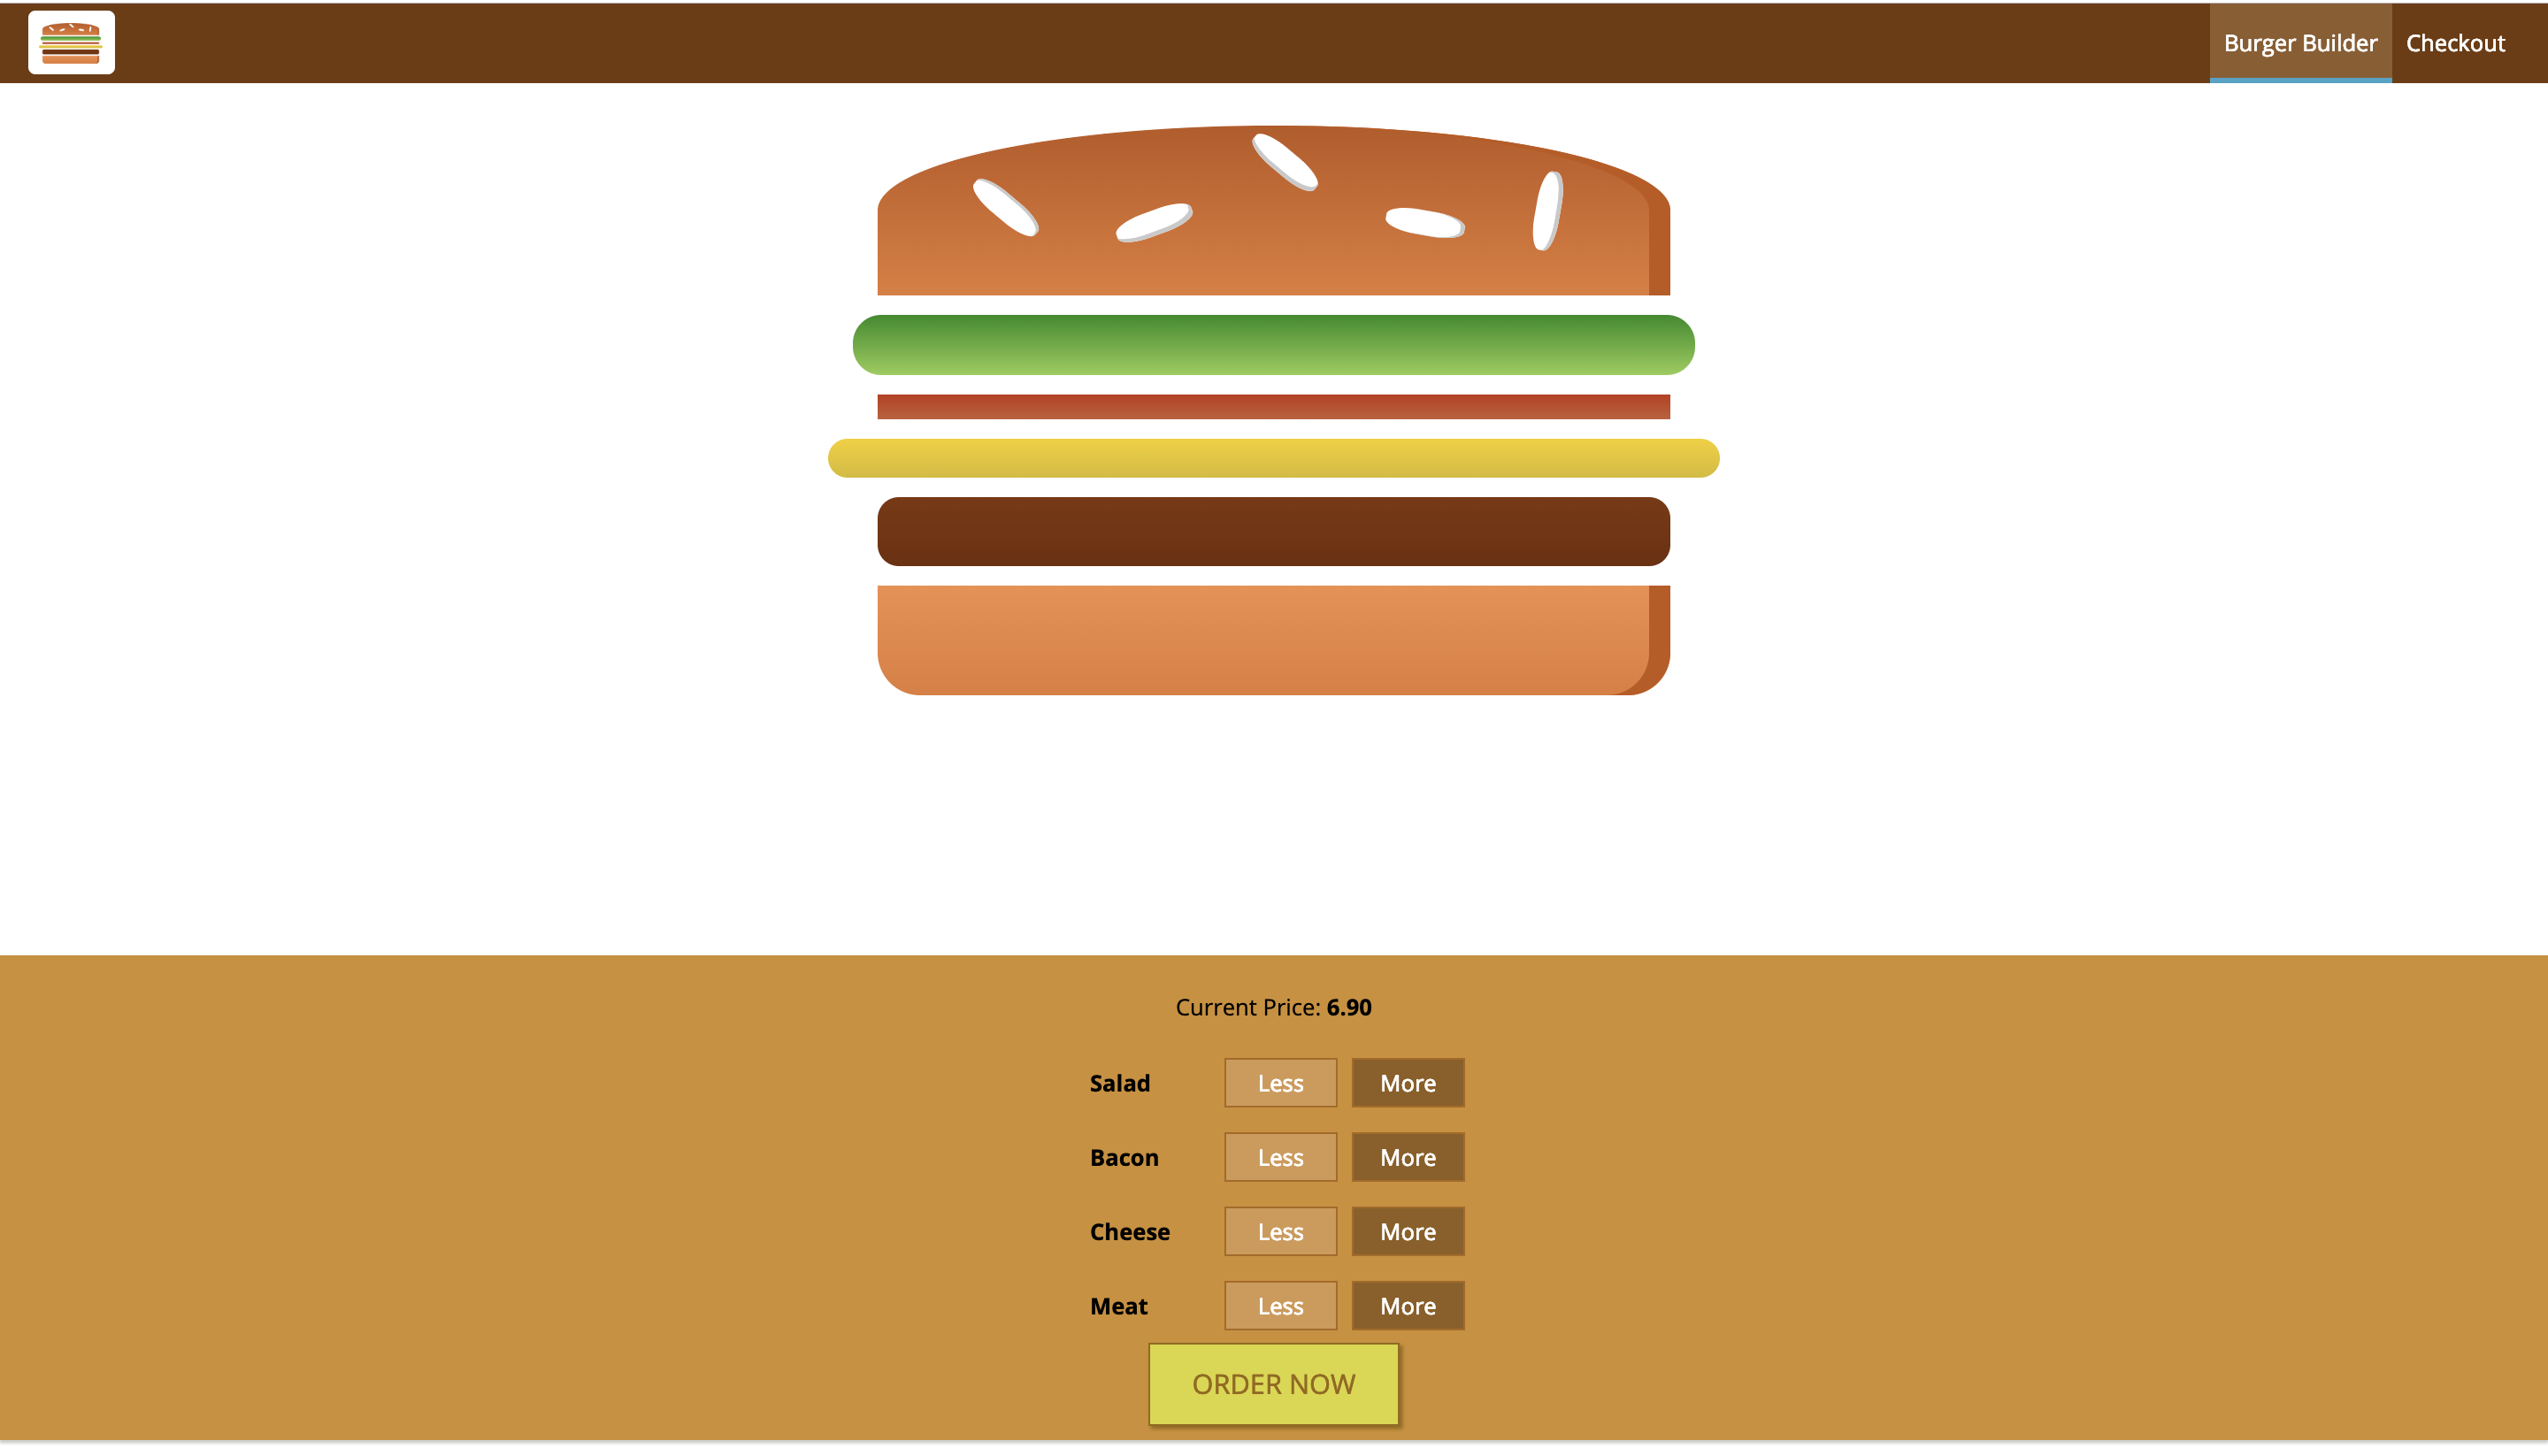 Burger Builder Checkout
Current Price: 6.90
Salad Less More
Bacon Less More
Cheese Less More
Meat Less More
ORDER NOW